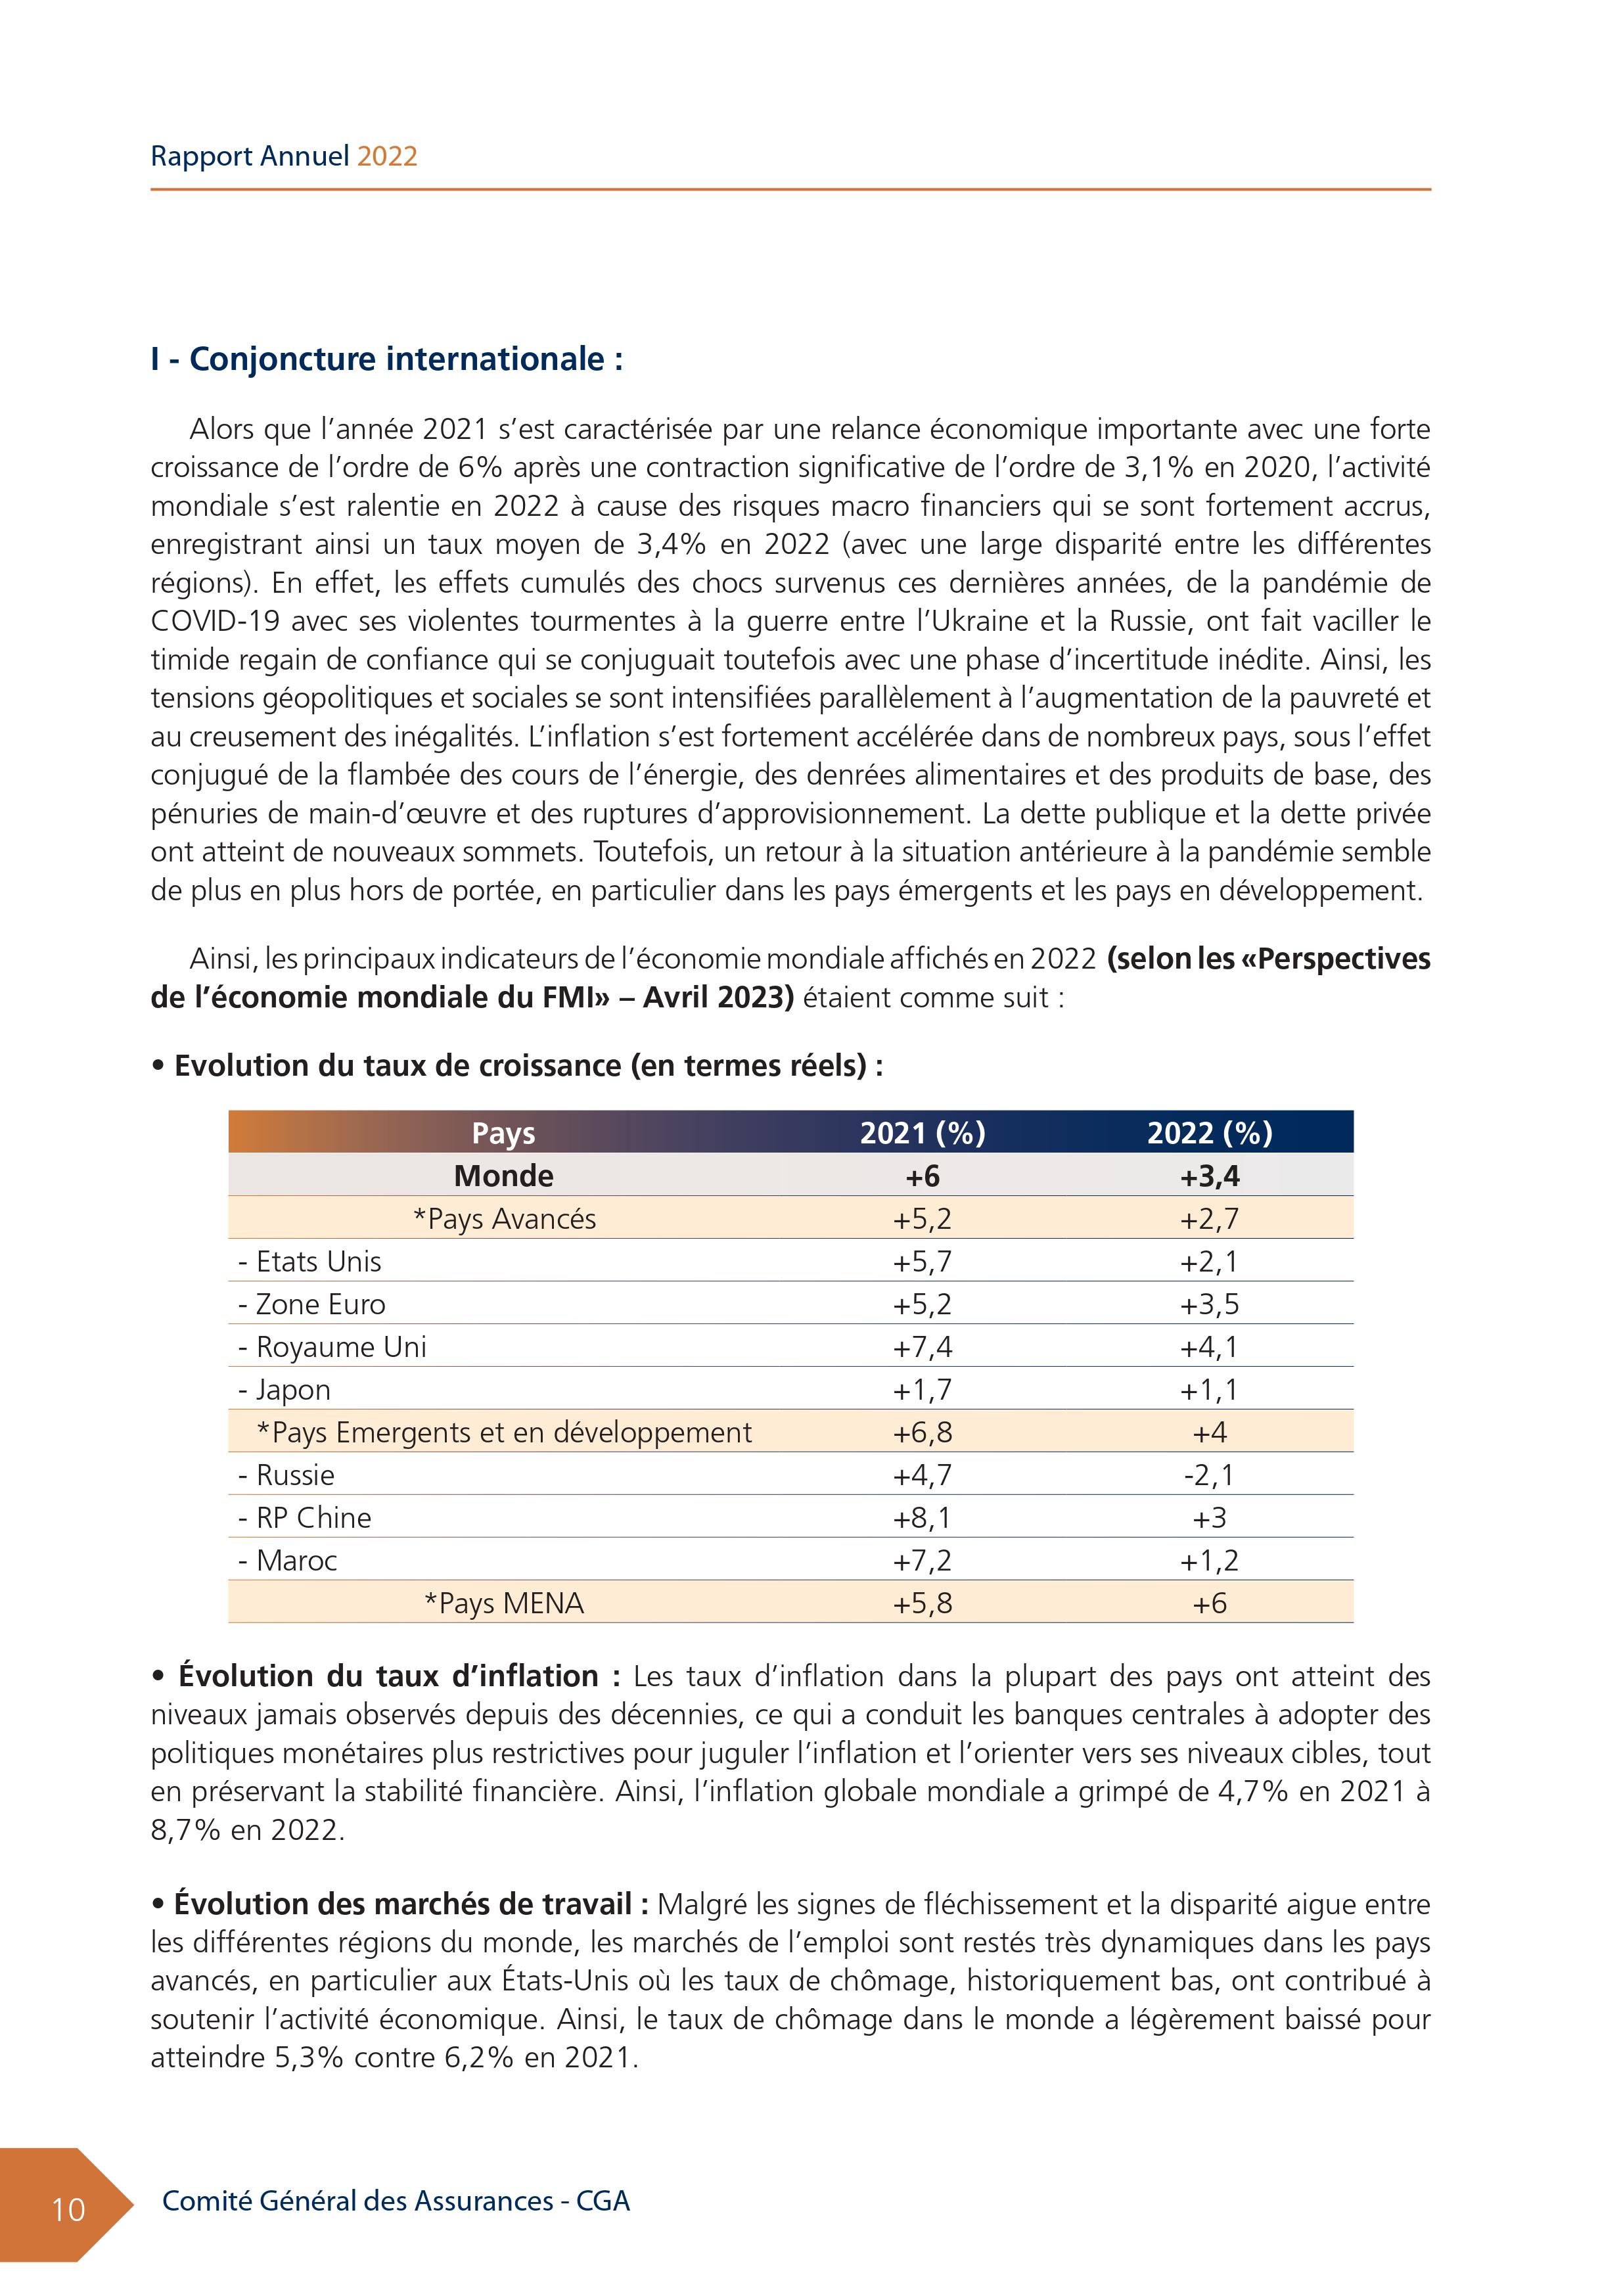 Rapport Annuel 2022
I - Conjoncture internationale :
Alors que l’année 2021 s’est caractérisée par une relance économique importante avec une forte
croissance de l’ordre de 6% après une contraction significative de l’ordre de 3,1% en 2020, l’activité
mondiale s’est ralentie en 2022 à cause des risques macro financiers qui se sont fortement accrus,
enregistrant ainsi un taux moyen de 3,4% en 2022 (avec une large disparité entre les différentes
régions). En effet, les effets cumulés des chocs survenus ces dernières années, de la pandémie de
COVID-19 avec ses violentes tourmentes à la guerre entre l’Ukraine et la Russie, ont fait vaciller le
timide regain de confiance qui se conjuguait toutefois avec une phase d’incertitude inédite. Ainsi, les
tensions géopolitiques et sociales se sont intensifiées parallèlement à l’augmentation de la pauvreté et
au creusement des inégalités. L’inflation s’est fortement accélérée dans de nombreux pays, sous l’effet
conjugué de la flambée des cours de l’énergie, des denrées alimentaires et des produits de base, des
pénuries de main-d’œuvre et des ruptures d’approvisionnement. La dette publique et la dette privée
ont atteint de nouveaux sommets. Toutefois, un retour à la situation antérieure à la pandémie semble
de plus en plus hors de portée, en particulier dans les pays émergents et les pays en développement.
Ainsi, les principaux indicateurs de l’économie mondiale affichés en 2022 (selon les «Perspectives
de l’économie mondiale du FMI» – Avril 2023) étaient comme suit :
• Evolution du taux de croissance (en termes réels) :
Pays 2021 (%) 2022 (%)
Monde +6 +3,4
*Pays Avancés +5,2 +2,7
- Etats Unis +5,7 +2,1
- Zone Euro +5,2 +3,5
- Royaume Uni +7,4 +4,1
- Japon +1,7 +1,1
*Pays Emergents et en développement +6,8 +4
- Russie +4,7 -2,1
- RP Chine +8,1 +3
- Maroc +7,2 +1,2
*Pays MENA +5,8 +6
• Évolution du taux d’inflation : Les taux d’inflation dans la plupart des pays ont atteint des
niveaux jamais observés depuis des décennies, ce qui a conduit les banques centrales à adopter des
politiques monétaires plus restrictives pour juguler l’inflation et l’orienter vers ses niveaux cibles, tout
en préservant la stabilité financière. Ainsi, l’inflation globale mondiale a grimpé de 4,7% en 2021 à
8,7% en 2022.
• Évolution des marchés de travail : Malgré les signes de fléchissement et la disparité aigue entre
les différentes régions du monde, les marchés de l’emploi sont restés très dynamiques dans les pays
avancés, en particulier aux États-Unis où les taux de chômage, historiquement bas, ont contribué à
soutenir l’activité économique. Ainsi, le taux de chômage dans le monde a légèrement baissé pour
atteindre 5,3% contre 6,2% en 2021.
10 Comité Général des Assurances - CGA